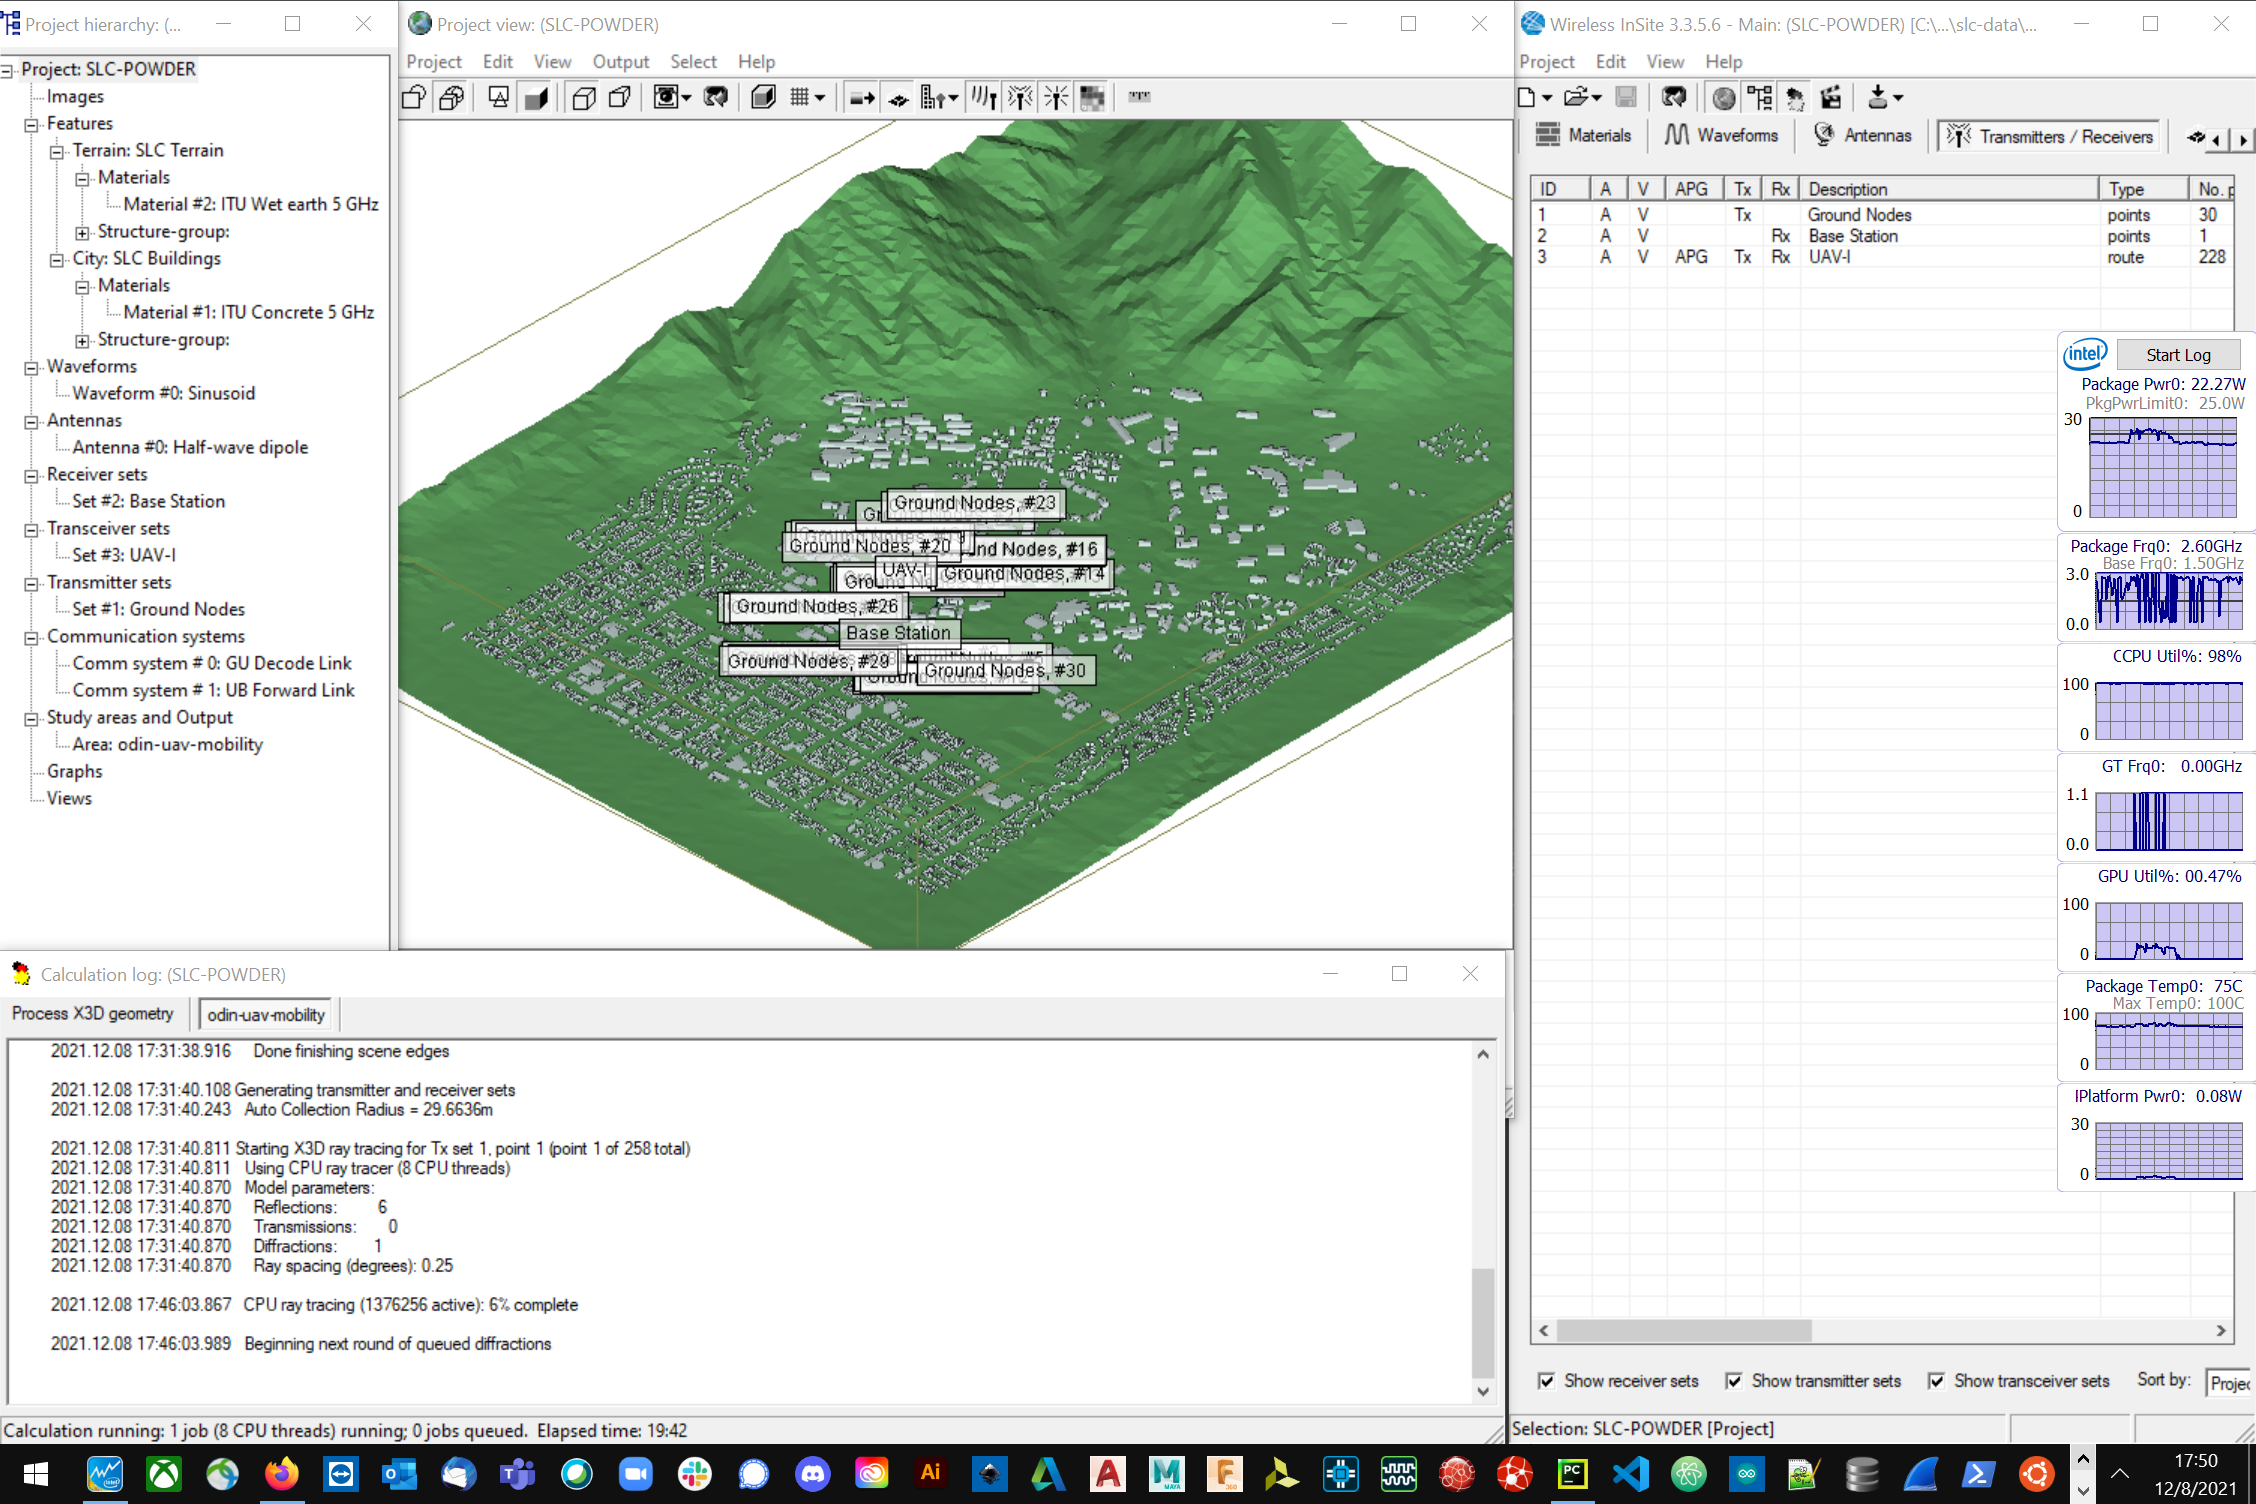 Project hierarchy: (...
Project: SLC-POWDER
Images
Features
Terrain: SLC Terrain
Materials
Material #2: ITU Wet earth 5 GHz
Structure-group:
City: SLC Buildings
Materials
Material #1: ITU Concrete 5 GHz
Structure-group:
Waveforms
Waveform #0: Sinusoid
Antennas
Antenna #0: Half-wave dipole
Receiver sets
Set #2: Base Station
Transceiver sets
Set #3: UAV-I
Transmitter sets
Set #1: Ground Nodes
Communication systems
Comm system # 0: GU Decode Link
Comm system # 1: UB Forward Link
Study areas and Output
Area: odin-uav-mobility
Graphs
Views
Project view: (SLC-POWDER)
Project Edit View Output Select Help
Ground Nodes, #23
Ground Nodes, #20
nd Nodes, #16
UAV-I
Ground Nodes, #14
Ground Nodes, #26
Base Station
Ground Nodes, #29
Ground Nodes, #30
Wireless InSite 3.3.5.6 - Main: (SLC-POWDER) [C:\...\slc-data\...
Project Edit View Help
Materials Waveforms Antennas Transmitters / Receivers
ID A V APG Tx Rx Description Type No. p
1 A V Tx Ground Nodes points 30
2 A V Rx Base Station points 1
3 A V APG Tx Rx UAV-I route 228
intel Start Log
Package Pwr0: 22.27W
PkgPwrLimit0: 25.0W
30
0
Package Frq0: 2.60GHz
Base Frq0: 1.50GHz
3.0
0.0
CCPU Util%: 98%
100
0
GT Frq0: 0.00GHz
1.1
0.0
GPU Util%: 00.47%
100
0
Package Temp0: 75C
Max Temp0: 100C
100
0
IPlatform Pwr0: 0.08W
30
0
Show receiver sets Show transmitter sets Show transceiver sets Sort by: Projec
Selection: SLC-POWDER [Project]
Calculation log: (SLC-POWDER)
Process X3D geometry odin-uav-mobility
2021.12.08 17:31:38.916 Done finishing scene edges
2021.12.08 17:31:40.108 Generating transmitter and receiver sets
2021.12.08 17:31:40.243 Auto Collection Radius = 29.6636m
2021.12.08 17:31:40.811 Starting X3D ray tracing for Tx set 1, point 1 (point 1 of 258 total)
2021.12.08 17:31:40.811 Using CPU ray tracer (8 CPU threads)
2021.12.08 17:31:40.870 Model parameters:
2021.12.08 17:31:40.870 Reflections: 6
2021.12.08 17:31:40.870 Transmissions: 0
2021.12.08 17:31:40.870 Diffractions: 1
2021.12.08 17:31:40.870 Ray spacing (degrees): 0.25
2021.12.08 17:46:03.867 CPU ray tracing (1376256 active): 6% complete
2021.12.08 17:46:03.989 Beginning next round of queued diffractions
Calculation running: 1 job (8 CPU threads) running; 0 jobs queued. Elapsed time: 19:42
Ai
A
MAYA
F
360
PC
17:50
12/8/2021